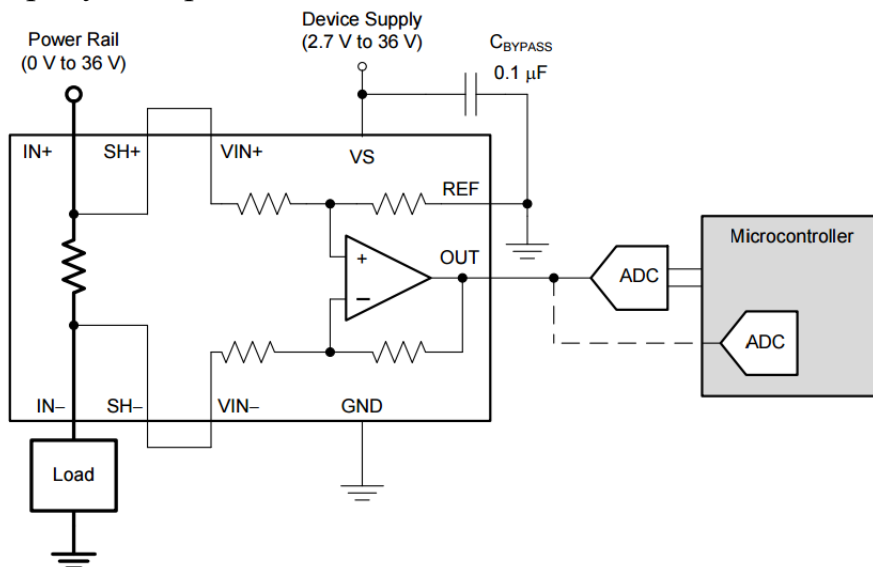 Device Supply
(2.7 V to 36 V)
Power Rail
(0 V to 36 V)
CBYPASS
0.1 μF
IN+
SH+
VIN+
VS
REF
OUT
+
−
Microcontroller
ADC
ADC
IN−
SH−
VIN−
GND
Load